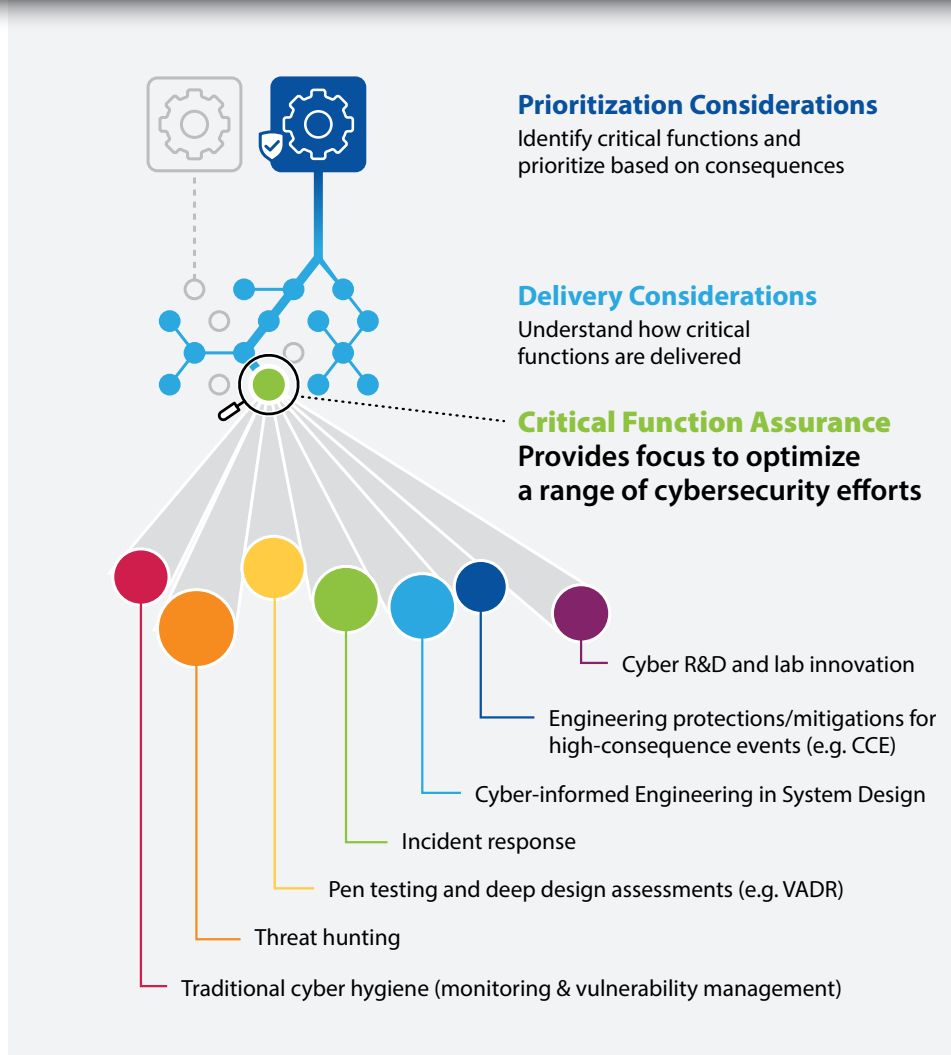 Prioritization Considerations
Identify critical functions and
prioritize based on consequences
Delivery Considerations
Understand how critical
functions are delivered
Critical Function Assurance
Provides focus to optimize
a range of cybersecurity efforts
Cyber R&D and lab innovation
Engineering protections/mitigations for
high-consequence events (e.g. CCE)
Cyber-informed Engineering in System Design
Incident response
Pen testing and deep design assessments (e.g. VADR)
Threat hunting
Traditional cyber hygiene (monitoring & vulnerability management)